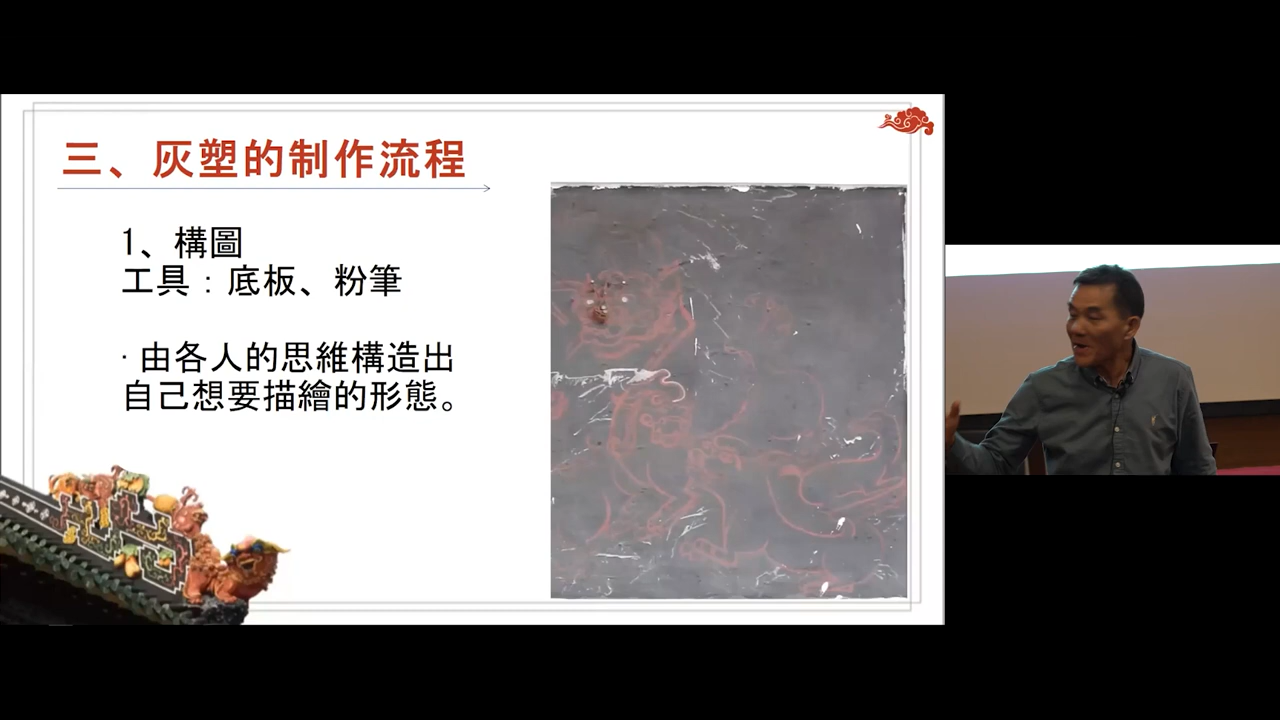 三、灰塑的制作流程
1、構圖
工具：底板、粉筆
· 由各人的思維構造出
自己想要描繪的形態。